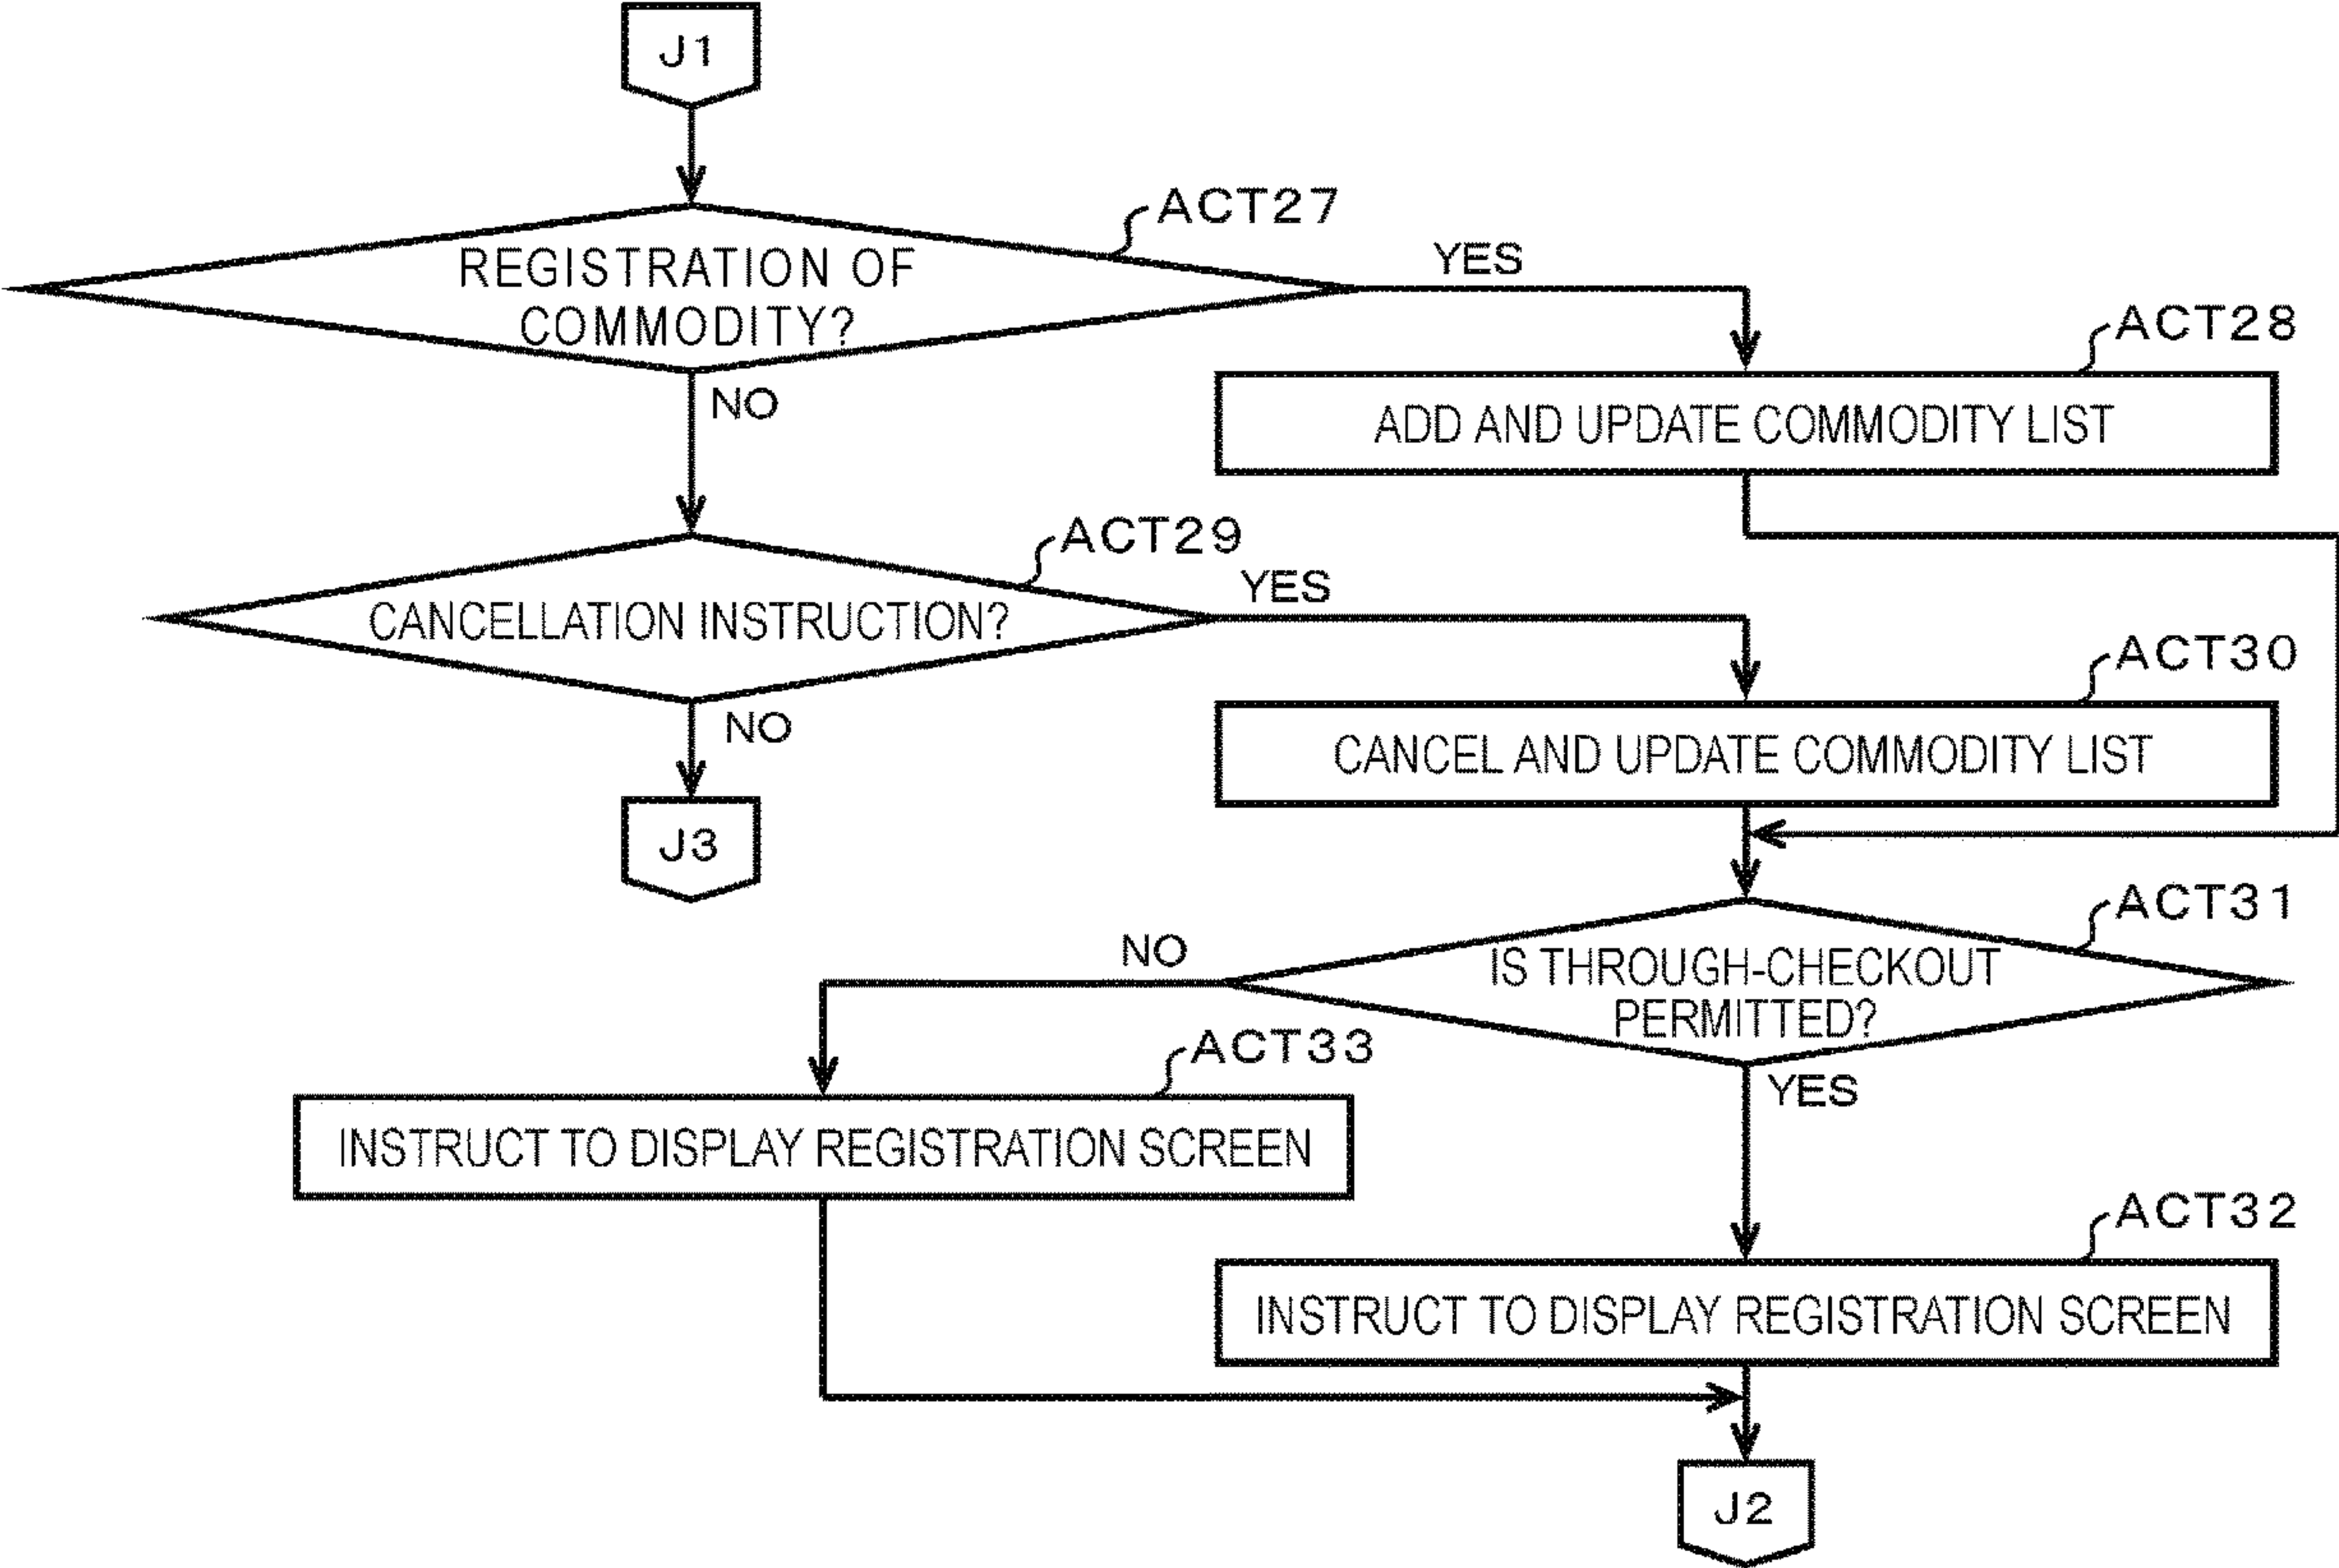 J1
ACT27
REGISTRATION OF
COMMODITY?
YES
NO
ACT28
ADD AND UPDATE COMMODITY LIST
ACT29
CANCELLATION INSTRUCTION?
YES
NO
ACT30
CANCEL AND UPDATE COMMODITY LIST
J3
ACT31
IS THROUGH-CHECKOUT
PERMITTED?
NO
YES
ACT33
INSTRUCT TO DISPLAY REGISTRATION SCREEN
ACT32
INSTRUCT TO DISPLAY REGISTRATION SCREEN
J2